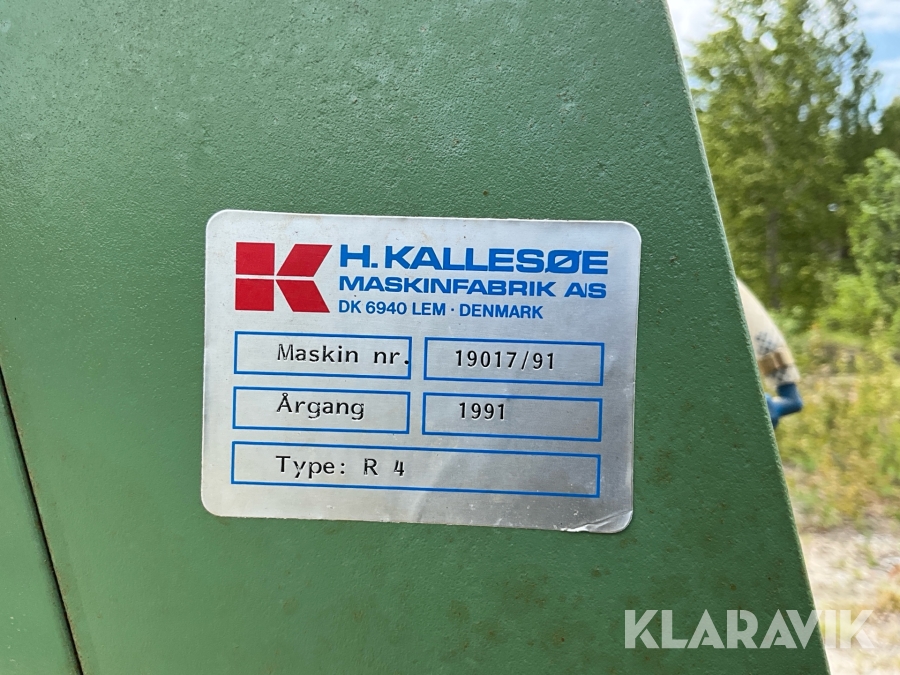 H. KALLESØE
MASKINFABRIK A/S
DK 6940 LEM · DENMARK
Maskin nr. 19017/91
Årgang 1991
Type: R 4
KLARAVIK